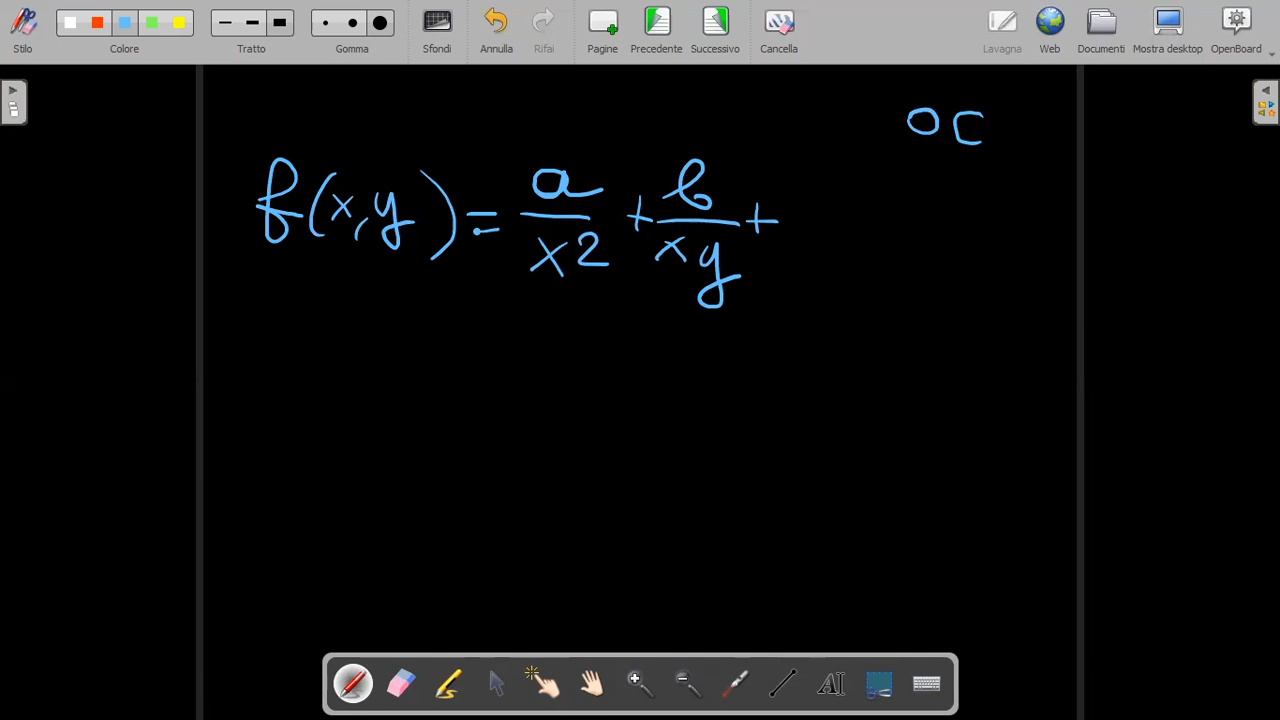 Stilo Colore Tratto Gomma Sfondi Annulla Rifai Pagine Precedente Successivo Cancella Lavagna Web Documenti Mostra desktop OpenBoard
o c
f(x,y) = a/x2 + b/xy +
AI